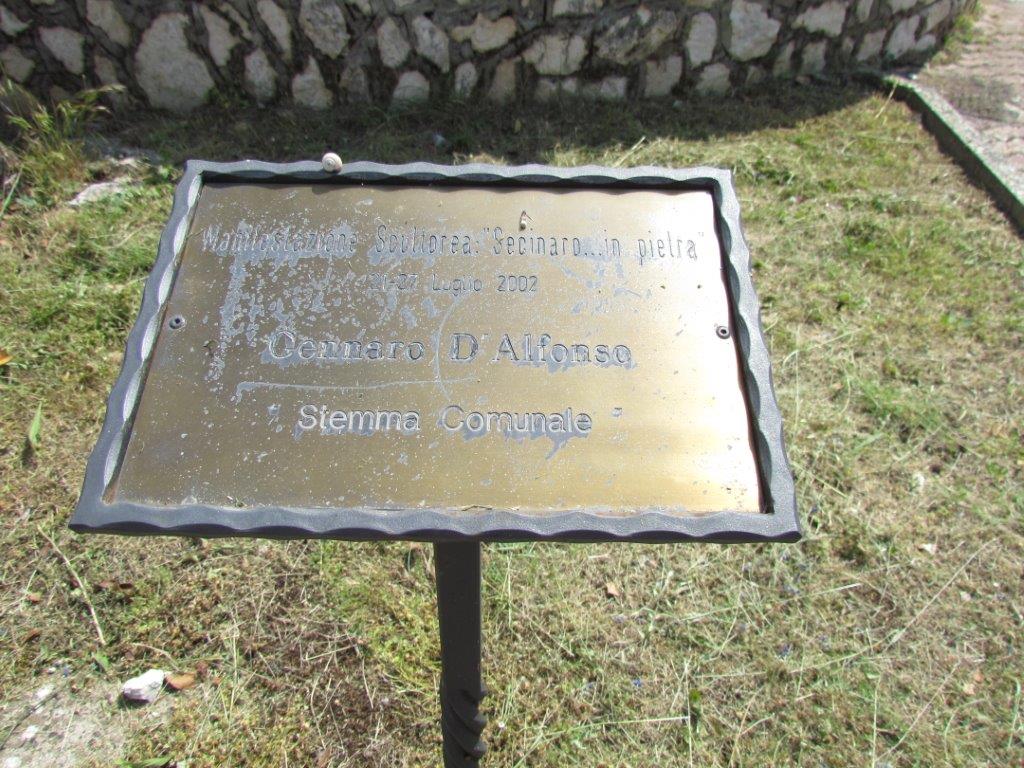 Manifestazione Scultorea: "Secinaro...in pietra"
21-27 Luglio 2002
Gennaro D'Alfonso
"Stemma Comunale"